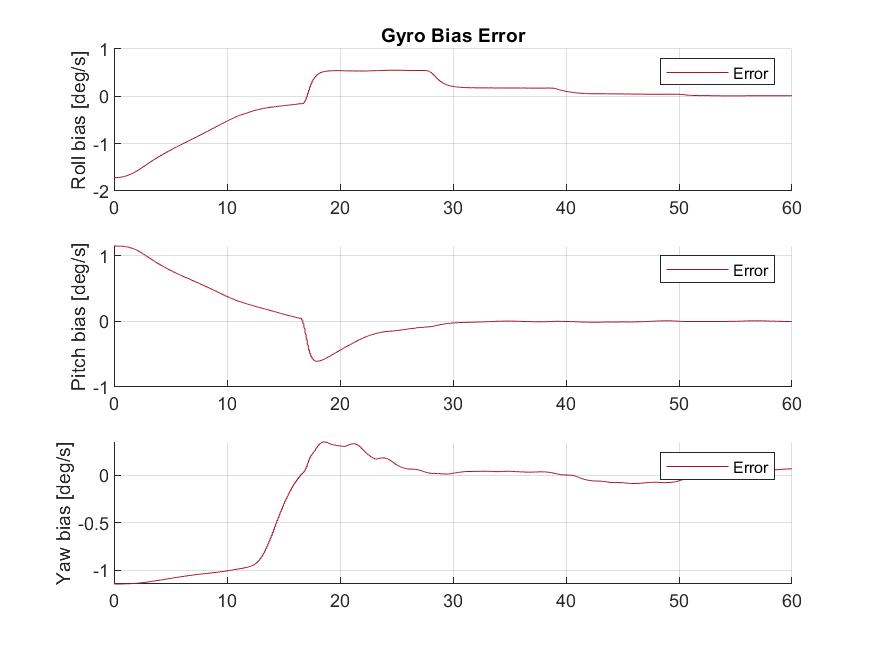 Gyro Bias Error
Roll bias [deg/s]
1
0
-1
-2
Error
0 10 20 30 40 50 60
Pitch bias [deg/s]
1
0
-1
Error
0 10 20 30 40 50 60
Yaw bias [deg/s]
0
-0.5
-1
Error
0 10 20 30 40 50 60